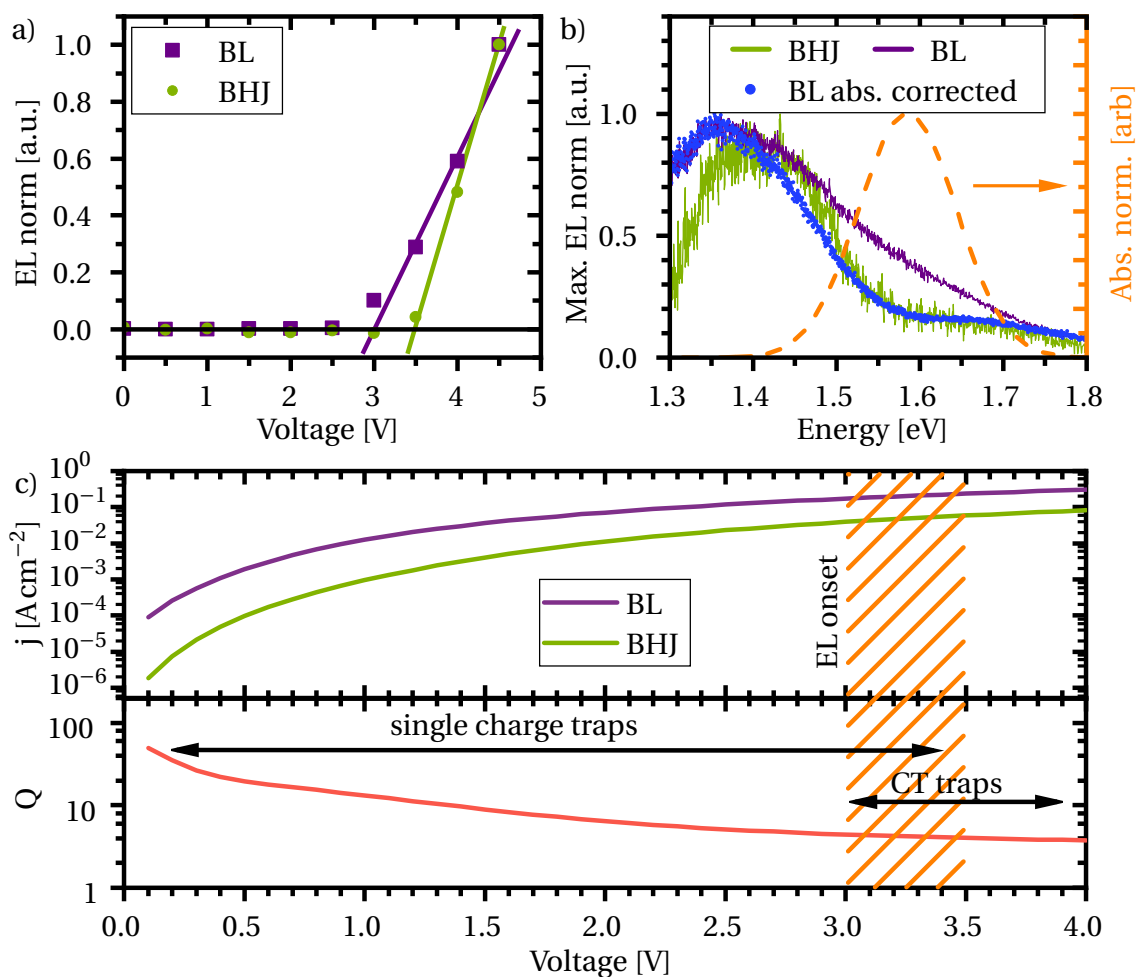 a)
EL norm [a.u.]
1.0
0.8
0.6
0.4
0.2
0.0
BL
BHJ
0 1 2 3 4 5
Voltage [V]
b)
Max. EL norm [a.u.]
1.0
0.5
0.0
BHJ BL
BL abs. corrected
Abs. norm. [arb]
1.3 1.4 1.5 1.6 1.7 1.8
Energy [eV]
c)
j [Acm⁻²]
10⁰
10⁻¹
10⁻²
10⁻³
10⁻⁴
10⁻⁵
10⁻⁶
BL
BHJ
EL onset
Q
100
10
1
single charge traps
CT traps
0.0 0.5 1.0 1.5 2.0 2.5 3.0 3.5 4.0
Voltage [V]